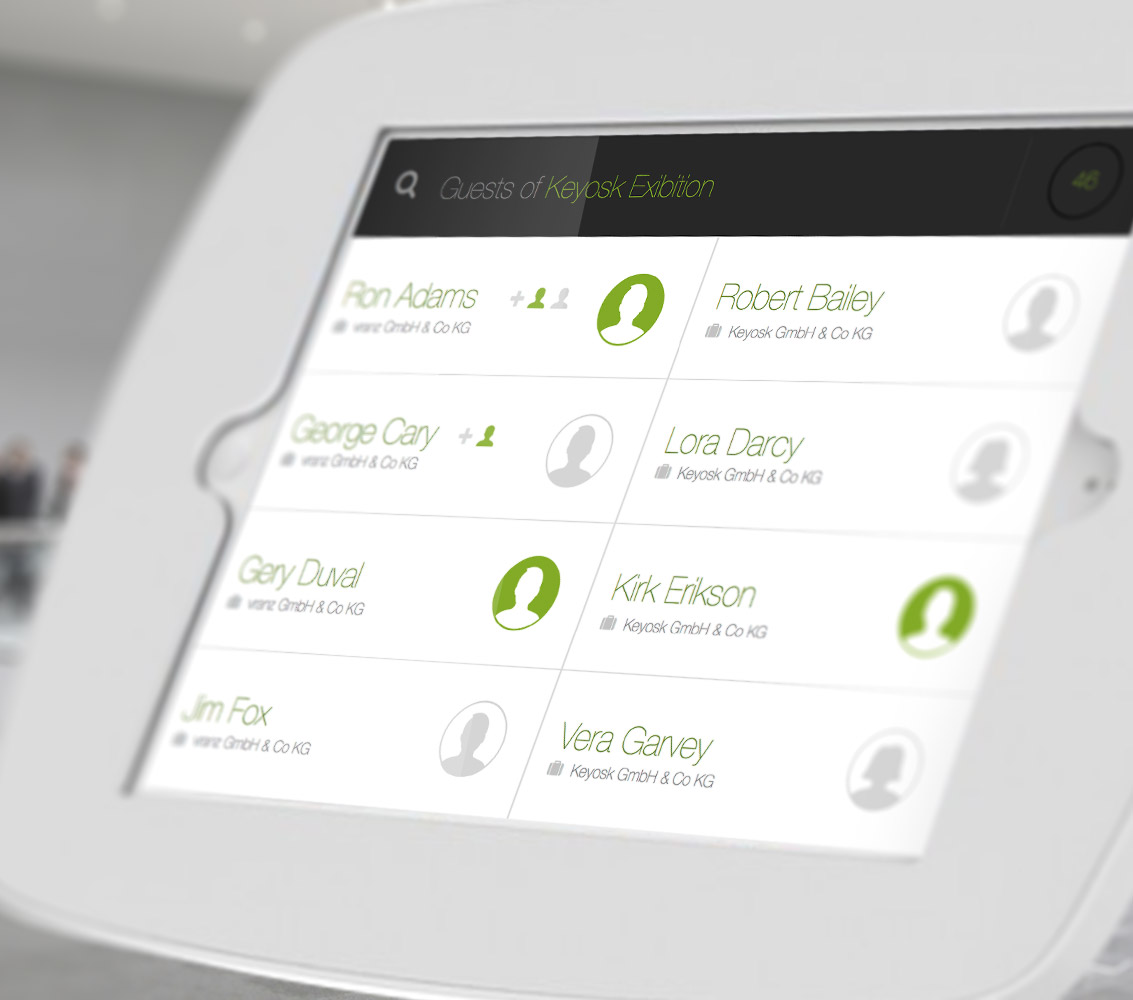 Guests of Keyosk Exibition
46
Ron Adams
vranz GmbH & Co KG
Robert Bailey
Keyosk GmbH & Co KG
George Cary
vranz GmbH & Co KG
Lora Darcy
Keyosk GmbH & Co KG
Gery Duval
vranz GmbH & Co KG
Kirk Erikson
Keyosk GmbH & Co KG
Jim Fox
vranz GmbH & Co KG
Vera Garvey
Keyosk GmbH & Co KG